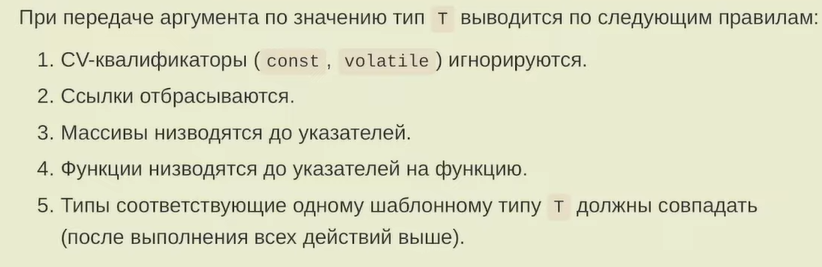 При передаче аргумента по значению тип T выводится по следующим правилам:
1. CV-квалификаторы (const, volatile) игнорируются.
2. Ссылки отбрасываются.
3. Массивы низводятся до указателей.
4. Функции низводятся до указателей на функцию.
5. Типы соответствующие одному шаблонному типу T должны совпадать
(после выполнения всех действий выше).